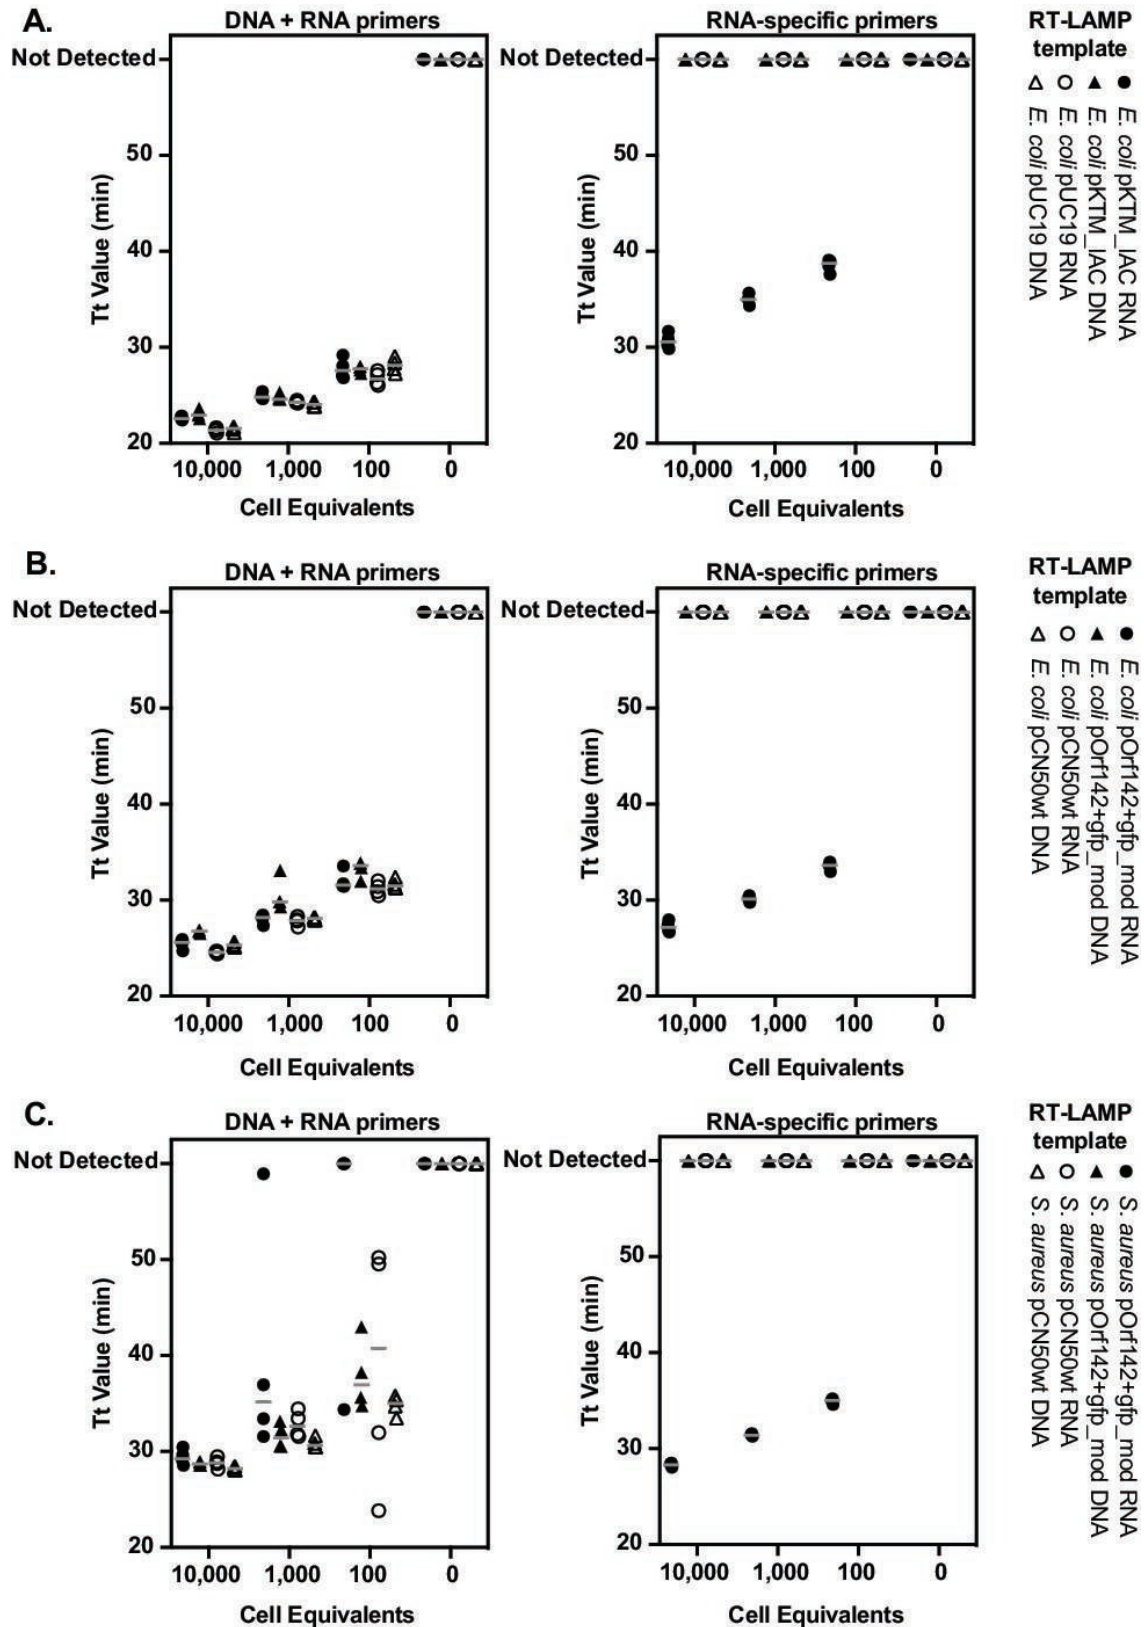 A.
DNA + RNA primers
Not Detected
50
40
30
20
Tt Value (min)
10,000 1,000 100 0
Cell Equivalents
RNA-specific primers
Not Detected
50
40
30
20
Tt Value (min)
10,000 1,000 100 0
Cell Equivalents
RT-LAMP
template
E. coli pKTM_IAC RNA
E. coli pKTM_IAC DNA
E. coli pUC19 RNA
E. coli pUC19 DNA
B.
DNA + RNA primers
Not Detected
50
40
30
20
Tt Value (min)
10,000 1,000 100 0
Cell Equivalents
RNA-specific primers
Not Detected
50
40
30
20
Tt Value (min)
10,000 1,000 100 0
Cell Equivalents
RT-LAMP
template
E. coli pOrf142+gfp_mod RNA
E. coli pOrf142+gfp_mod DNA
E. coli pCN50wt RNA
E. coli pCN50wt DNA
C.
DNA + RNA primers
Not Detected
50
40
30
20
Tt Value (min)
10,000 1,000 100 0
Cell Equivalents
RNA-specific primers
Not Detected
50
40
30
20
Tt Value (min)
10,000 1,000 100 0
Cell Equivalents
RT-LAMP
template
S. aureus pOrf142+gfp_mod RNA
S. aureus pOrf142+gfp_mod DNA
S. aureus pCN50wt RNA
S. aureus pCN50wt DNA